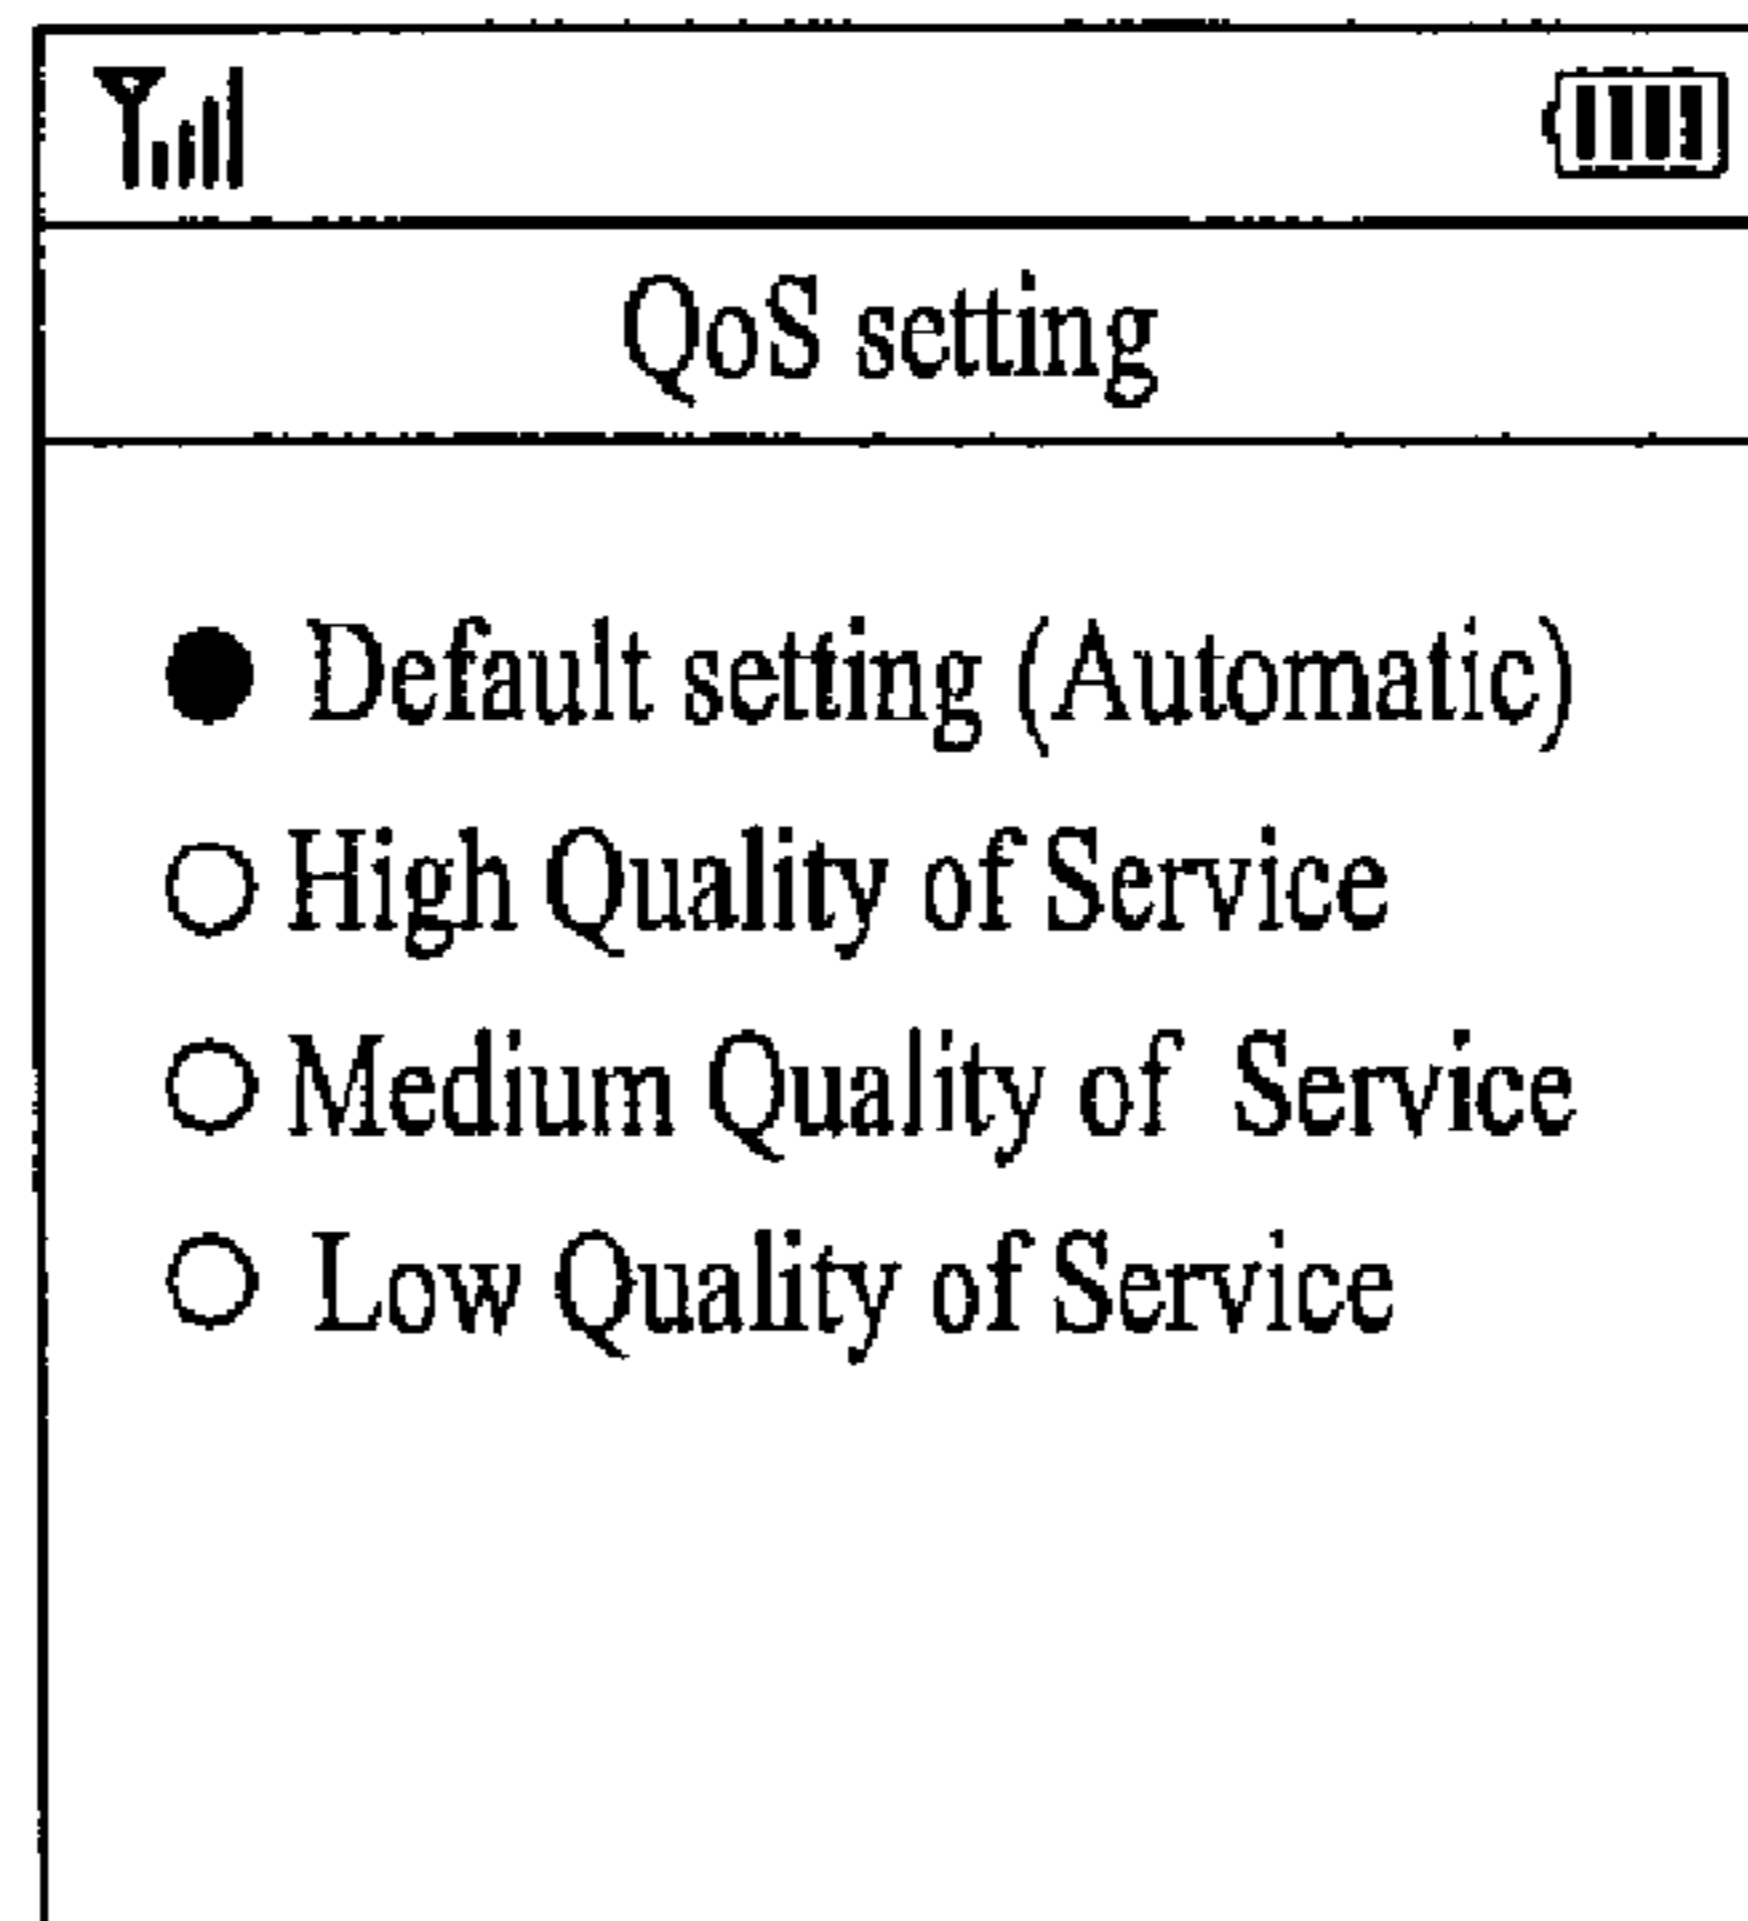 QoS setting
Default setting (Automatic)
High Quality of Service
Medium Quality of Service
Low Quality of Service